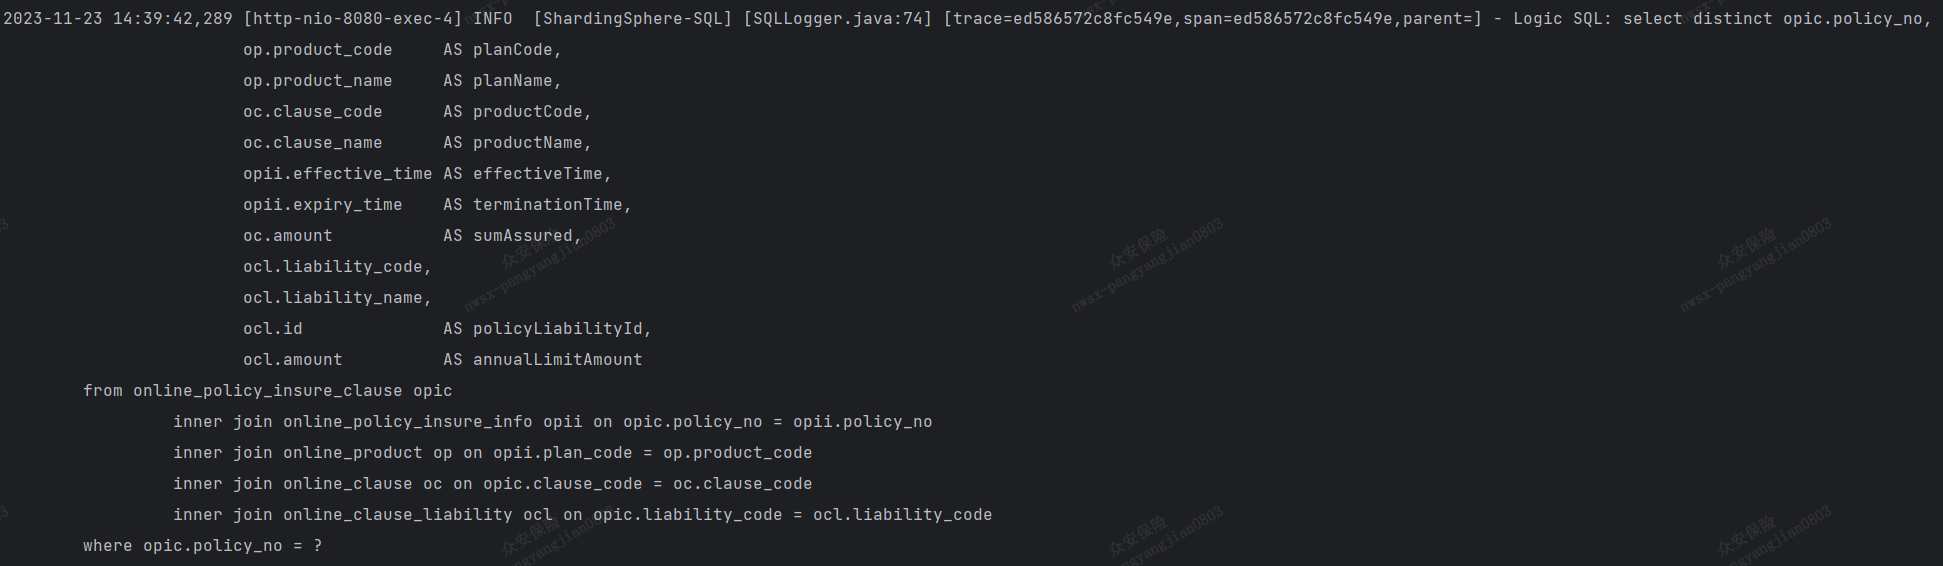 2023-11-23 14:39:42,289 [http-nio-8080-exec-4] INFO  [ShardingSphere-SQL] [SQLLogger.java:74] [trace=ed586572c8fc549e,span=ed586572c8fc549e,parent=] - Logic SQL: select distinct opic.policy_no,
op.product_code     AS planCode,
op.product_name     AS planName,
oc.clause_code      AS productCode,
oc.clause_name      AS productName,
opii.effective_time AS effectiveTime,
opii.expiry_time    AS terminationTime,
oc.amount           AS sumAssured,
ocl.liability_code,
ocl.liability_name,
ocl.id              AS policyLiabilityId,
ocl.amount          AS annualLimitAmount
from online_policy_insure_clause opic
inner join online_policy_insure_info opii on opic.policy_no = opii.policy_no
inner join online_product op on opii.plan_code = op.product_code
inner join online_clause oc on opic.clause_code = oc.clause_code
inner join online_clause_liability ocl on opic.liability_code = ocl.liability_code
where opic.policy_no = ?
众安保险
nwsx-pangyangjian0803
众安保险
nwsx-pangyangjian0803
众安保险
nwsx-pangyangjian0803
众安保险
众安保险
众安保险